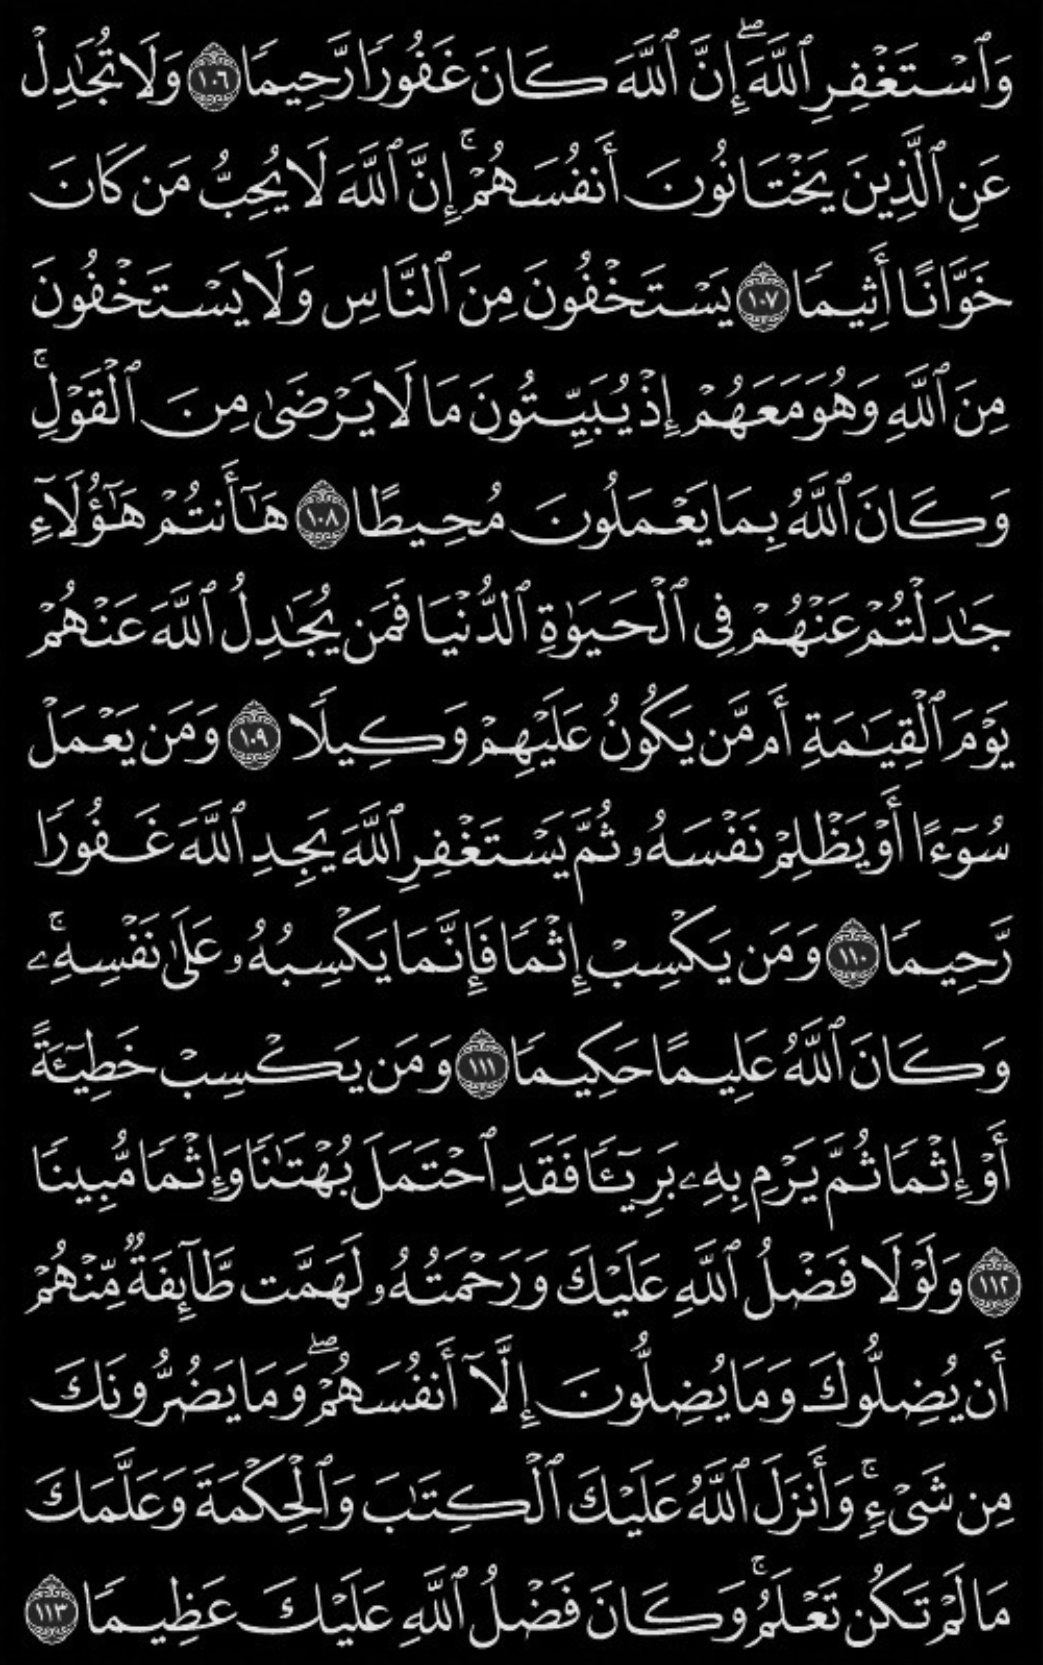 وَٱسْتَغْفِرِ ٱللَّهَۖ إِنَّ ٱللَّهَ كَانَ غَفُورٗا رَّحِيمٗا ١٠٦ وَلَا تُجَٰدِلۡ
عَنِ ٱلَّذِينَ يَخۡتَانُونَ أَنفُسَهُمۡۚ إِنَّ ٱللَّهَ لَا يُحِبُّ مَن كَانَ
خَوَّانًا أَثِيمٗا ١٠٧ يَسۡتَخۡفُونَ مِنَ ٱلنَّاسِ وَلَا يَسۡتَخۡفُونَ
مِنَ ٱللَّهِ وَهُوَ مَعَهُمۡ إِذۡ يُبَيِّتُونَ مَا لَا يَرۡضَىٰ مِنَ ٱلۡقَوۡلِۚ
وَكَانَ ٱللَّهُ بِمَا يَعۡمَلُونَ مُحِيطًا ١٠٨ هَٰٓأَنتُمۡ هَٰٓؤُلَآءِ
جَٰدَلۡتُمۡ عَنۡهُمۡ فِي ٱلۡحَيَوٰةِ ٱلدُّنۡيَا فَمَن يُجَٰدِلُ ٱللَّهَ عَنۡهُمۡ
يَوۡمَ ٱلۡقِيَٰمَةِ أَم مَّن يَكُونُ عَلَيۡهِمۡ وَكِيلٗا ١٠٩ وَمَن يَعۡمَلۡ
سُوٓءًا أَوۡ يَظۡلِمۡ نَفۡسَهُۥ ثُمَّ يَسۡتَغۡفِرِ ٱللَّهَ يَجِدِ ٱللَّهَ غَفُورٗا
رَّحِيمٗا ١١٠ وَمَن يَكۡسِبۡ إِثۡمٗا فَإِنَّمَا يَكۡسِبُهُۥ عَلَىٰ نَفۡسِهِۦۚ
وَكَانَ ٱللَّهُ عَلِيمًا حَكِيمٗا ١١١ وَمَن يَكۡسِبۡ خَطِيٓـَٔةً
أَوۡ إِثۡمٗا ثُمَّ يَرۡمِ بِهِۦ بَرِيٓـٔٗا فَقَدِ ٱحۡتَمَلَ بُهۡتَٰنٗا وَإِثۡمٗا مُّبِينٗا
١١٢ وَلَوۡلَا فَضۡلُ ٱللَّهِ عَلَيۡكَ وَرَحۡمَتُهُۥ لَهَمَّت طَّآئِفَةٞ مِّنۡهُمۡ
أَن يُضِلُّوكَ وَمَا يُضِلُّونَ إِلَّآ أَنفُسَهُمۡۖ وَمَا يَضُرُّونَكَ
مِن شَيۡءٖۚ وَأَنزَلَ ٱللَّهُ عَلَيۡكَ ٱلۡكِتَٰبَ وَٱلۡحِكۡمَةَ وَعَلَّمَكَ
مَا لَمۡ تَكُن تَعۡلَمُۚ وَكَانَ فَضۡلُ ٱللَّهِ عَلَيۡكَ عَظِيمٗا ١١٣